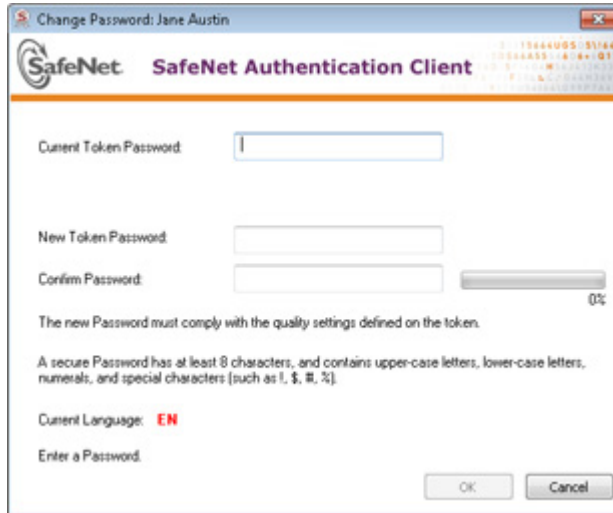 Change Password: Jane Austin
SafeNet. SafeNet Authentication Client
Current Token Password:
New Token Password:
Confirm Password:
0%
The new Password must comply with the quality settings defined on the token.
A secure Password has at least 8 characters, and contains upper-case letters, lower-case letters,
numerals, and special characters (such as !, $, #, %).
Current Language: EN
Enter a Password.
OK Cancel